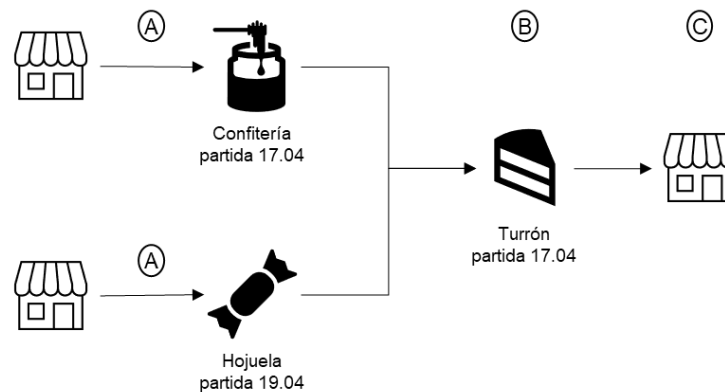 A
B
C
Confitería
partida 17.04
Turrón
partida 17.04
A
Hojuela
partida 19.04